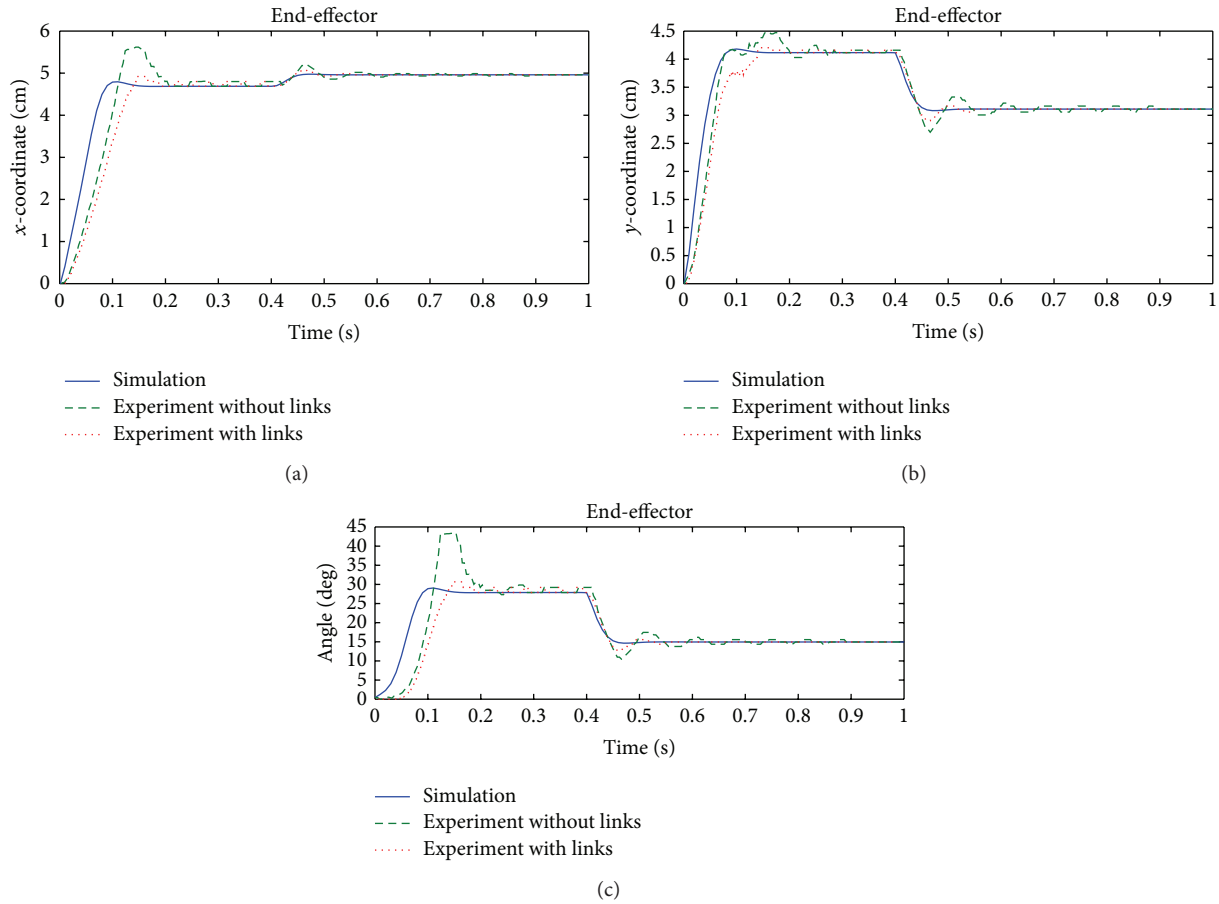 End-effector
6
5
4
3
2
1
0
x-coordinate (cm)
0 0.1 0.2 0.3 0.4 0.5 0.6 0.7 0.8 0.9 1
Time (s)
Simulation
Experiment without links
Experiment with links
(a)
End-effector
4.5
4
3.5
3
2.5
2
1.5
1
0.5
0
y-coordinate (cm)
0 0.1 0.2 0.3 0.4 0.5 0.6 0.7 0.8 0.9 1
Time (s)
Simulation
Experiment without links
Experiment with links
(b)
End-effector
45
40
35
30
25
20
15
10
5
0
Angle (deg)
0 0.1 0.2 0.3 0.4 0.5 0.6 0.7 0.8 0.9 1
Time (s)
Simulation
Experiment without links
Experiment with links
(c)